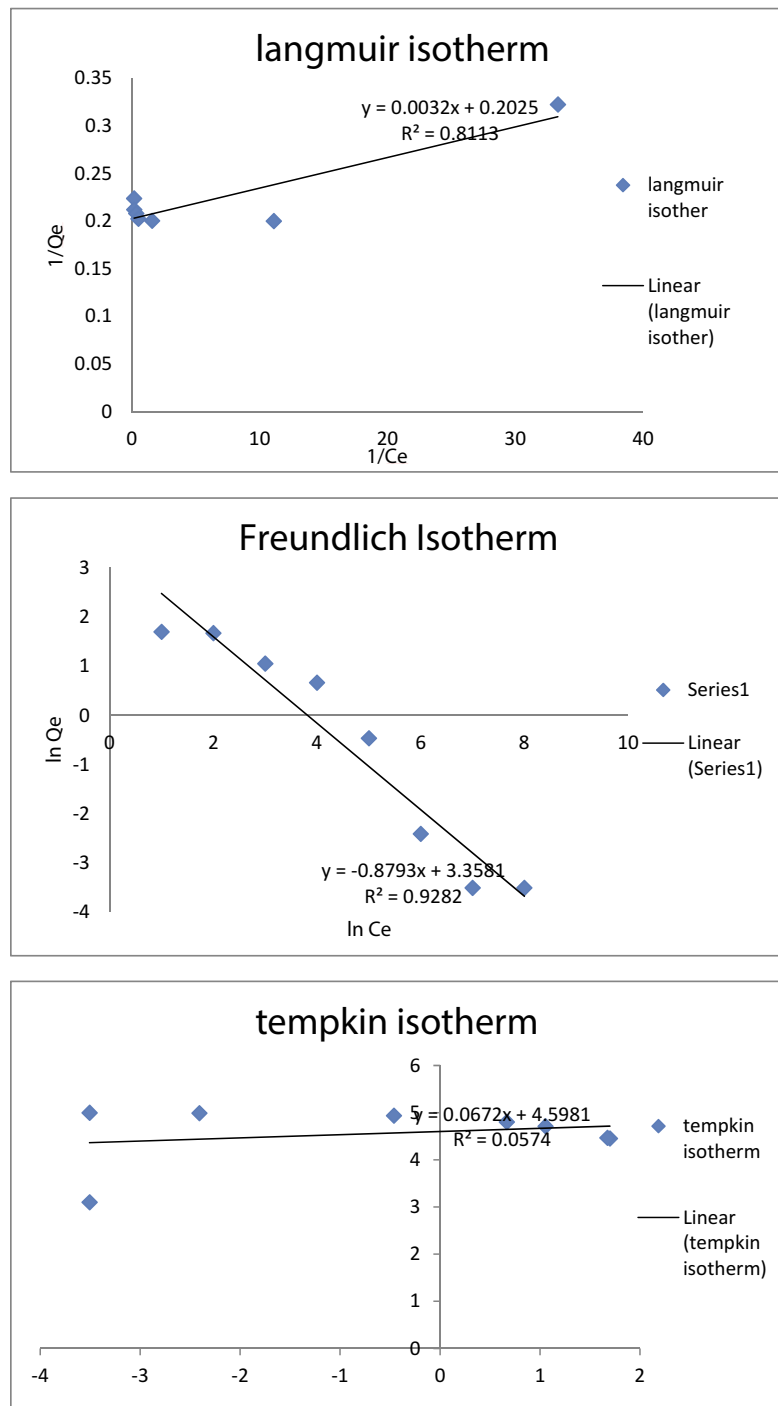 langmuir isotherm
0.35
0.3
0.25
0.2
0.15
0.1
0.05
0
1/Qe
y = 0.0032x + 0.2025
R² = 0.8113
0
10
20
30
40
1/Ce
langmuir
isother
Linear
(langmuir
isother)
Freundlich Isotherm
3
2
1
0
-1
-2
-3
-4
ln Qe
0
2
4
6
8
10
y = -0.8793x + 3.3581
R² = 0.9282
ln Ce
Series1
Linear
(Series1)
tempkin isotherm
6
5
4
3
2
1
0
y = 0.0672x + 4.5981
R² = 0.0574
-4
-3
-2
-1
0
1
2
tempkin
isotherm
Linear
(tempkin
isotherm)